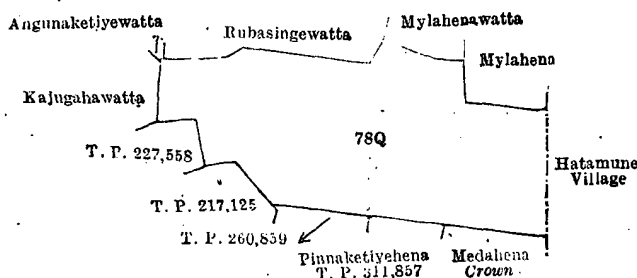 Angunaketiyewatta
Rubasingewatta
Mylahenawatta
Mylahena
Kajugahawatta
78Q
T. P. 227,558
Hatamune
Village
T. P. 217,125
T. P. 260,859
Pinnaketiyehena
T. P. 311,857
Medahena
Crown